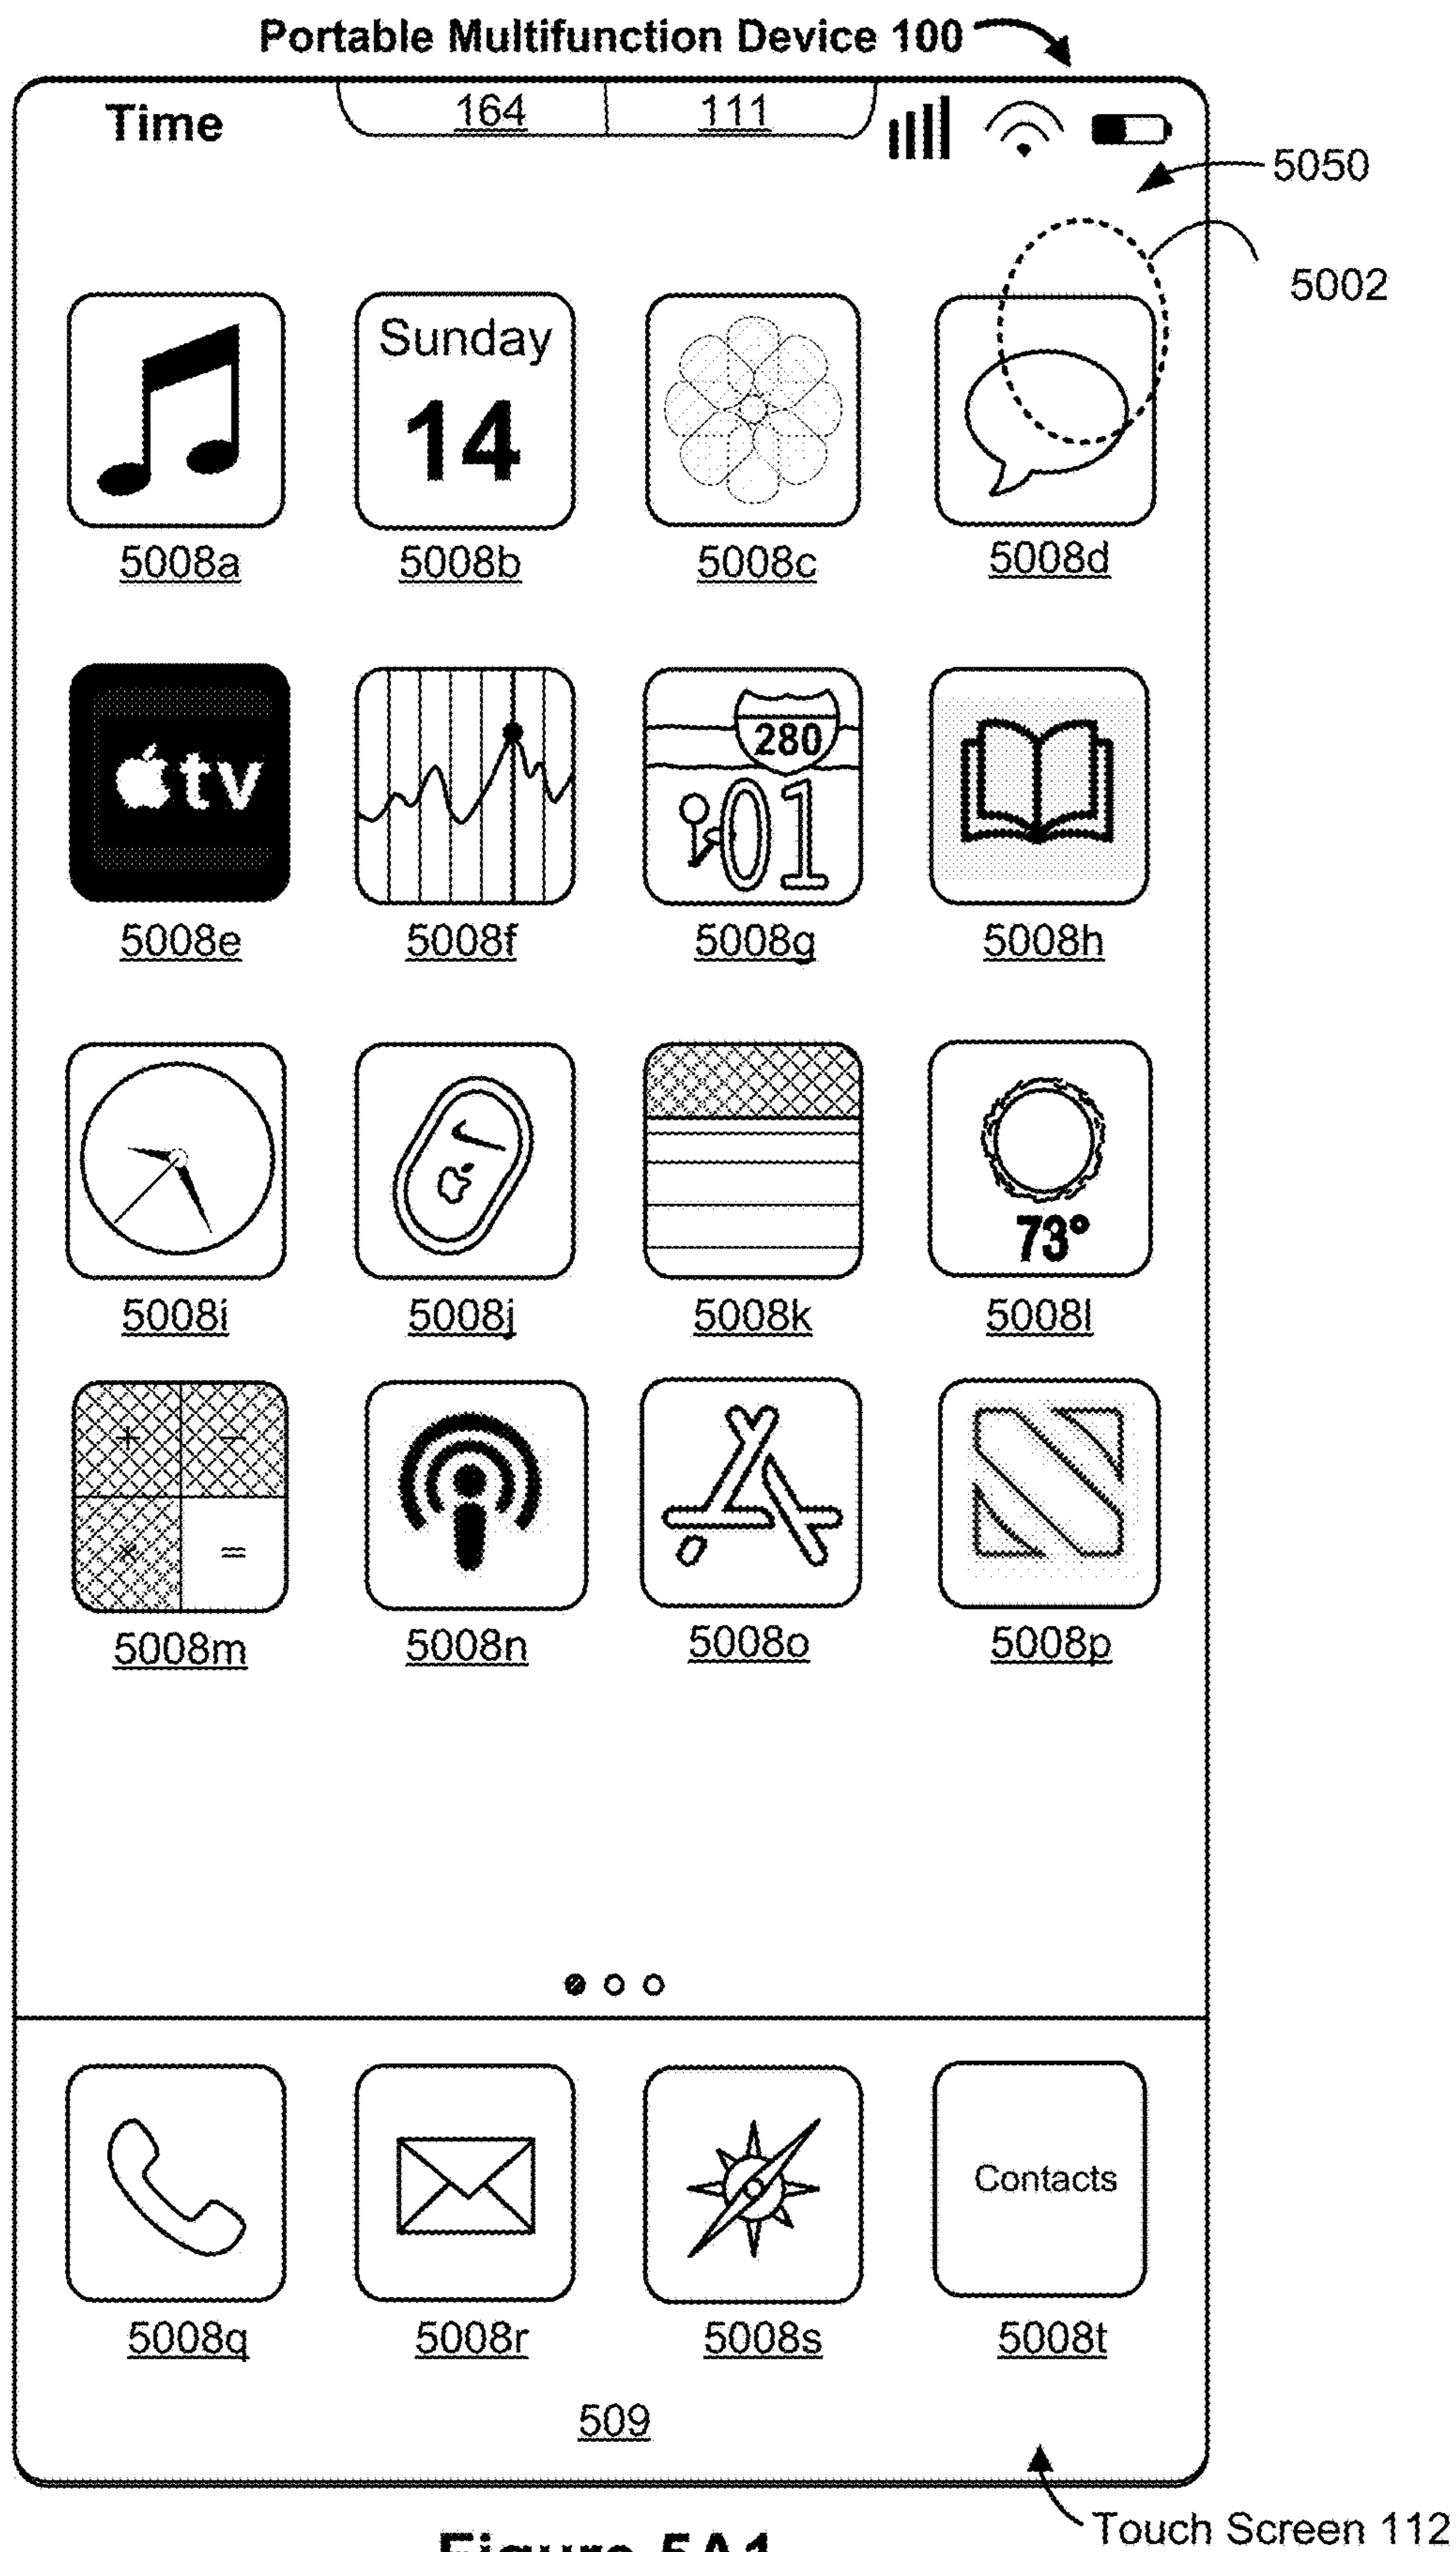 Portable Multifunction Device 100
Time
164
111
5050
5002
Sunday
14
5008a
5008b
5008c
5008d
tv
280
01
5008e
5008f
5008g
5008h
73°
5008i
5008j
5008k
5008l
+
−
×
=
5008m
5008n
5008o
5008p
Contacts
5008q
5008r
5008s
5008t
509
Touch Screen 112
Figure 5A1